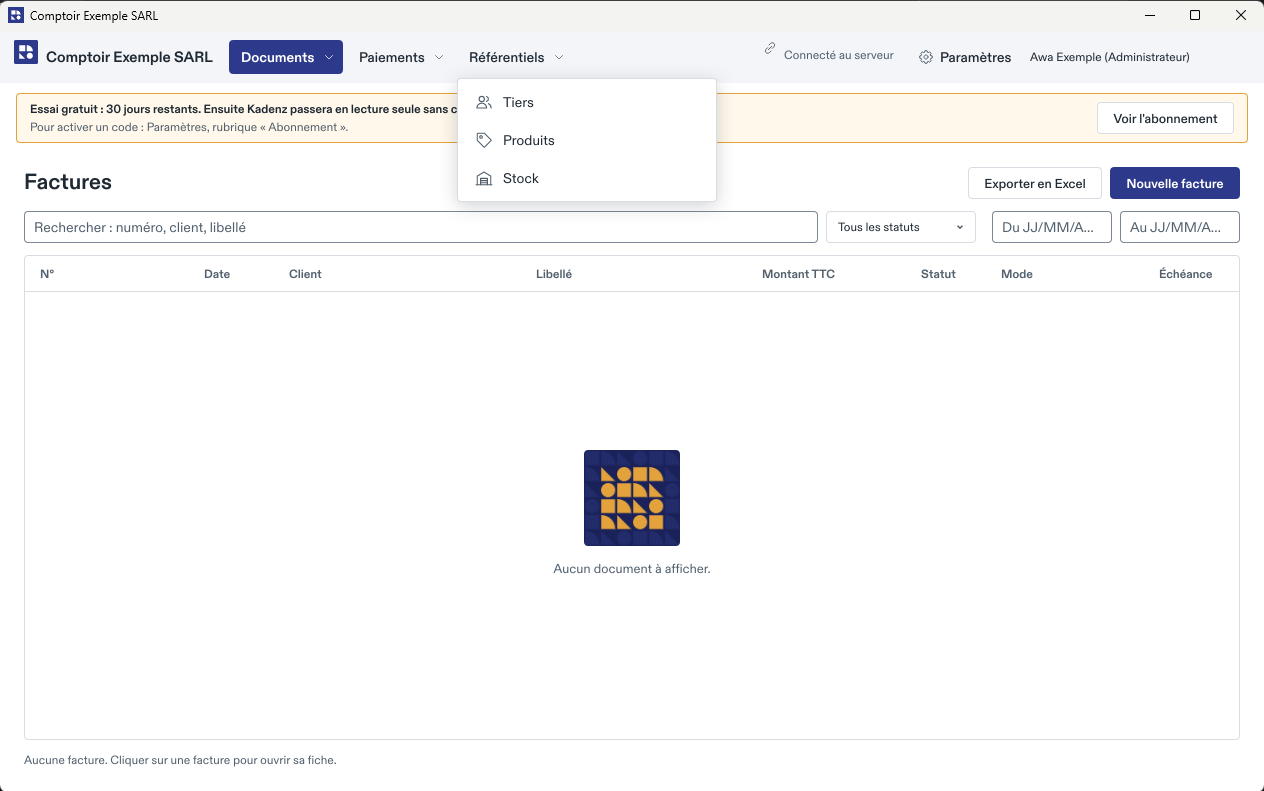 Comptoir Exemple SARL
Comptoir Exemple SARL
Documents
Paiements
Référentiels
Connecté au serveur
Paramètres
Awa Exemple (Administrateur)
Tiers
Produits
Stock
Essai gratuit : 30 jours restants. Ensuite Kadenz passera en lecture seule sans
Pour activer un code : Paramètres, rubrique « Abonnement ».
Voir l'abonnement
Factures
Exporter en Excel
Nouvelle facture
Rechercher : numéro, client, libellé
Tous les statuts
Du JJ/MM/A...
Au JJ/MM/A...
N° Date Client Libellé Montant TTC Statut Mode Échéance
Aucun document à afficher.
Aucune facture. Cliquer sur une facture pour ouvrir sa fiche.